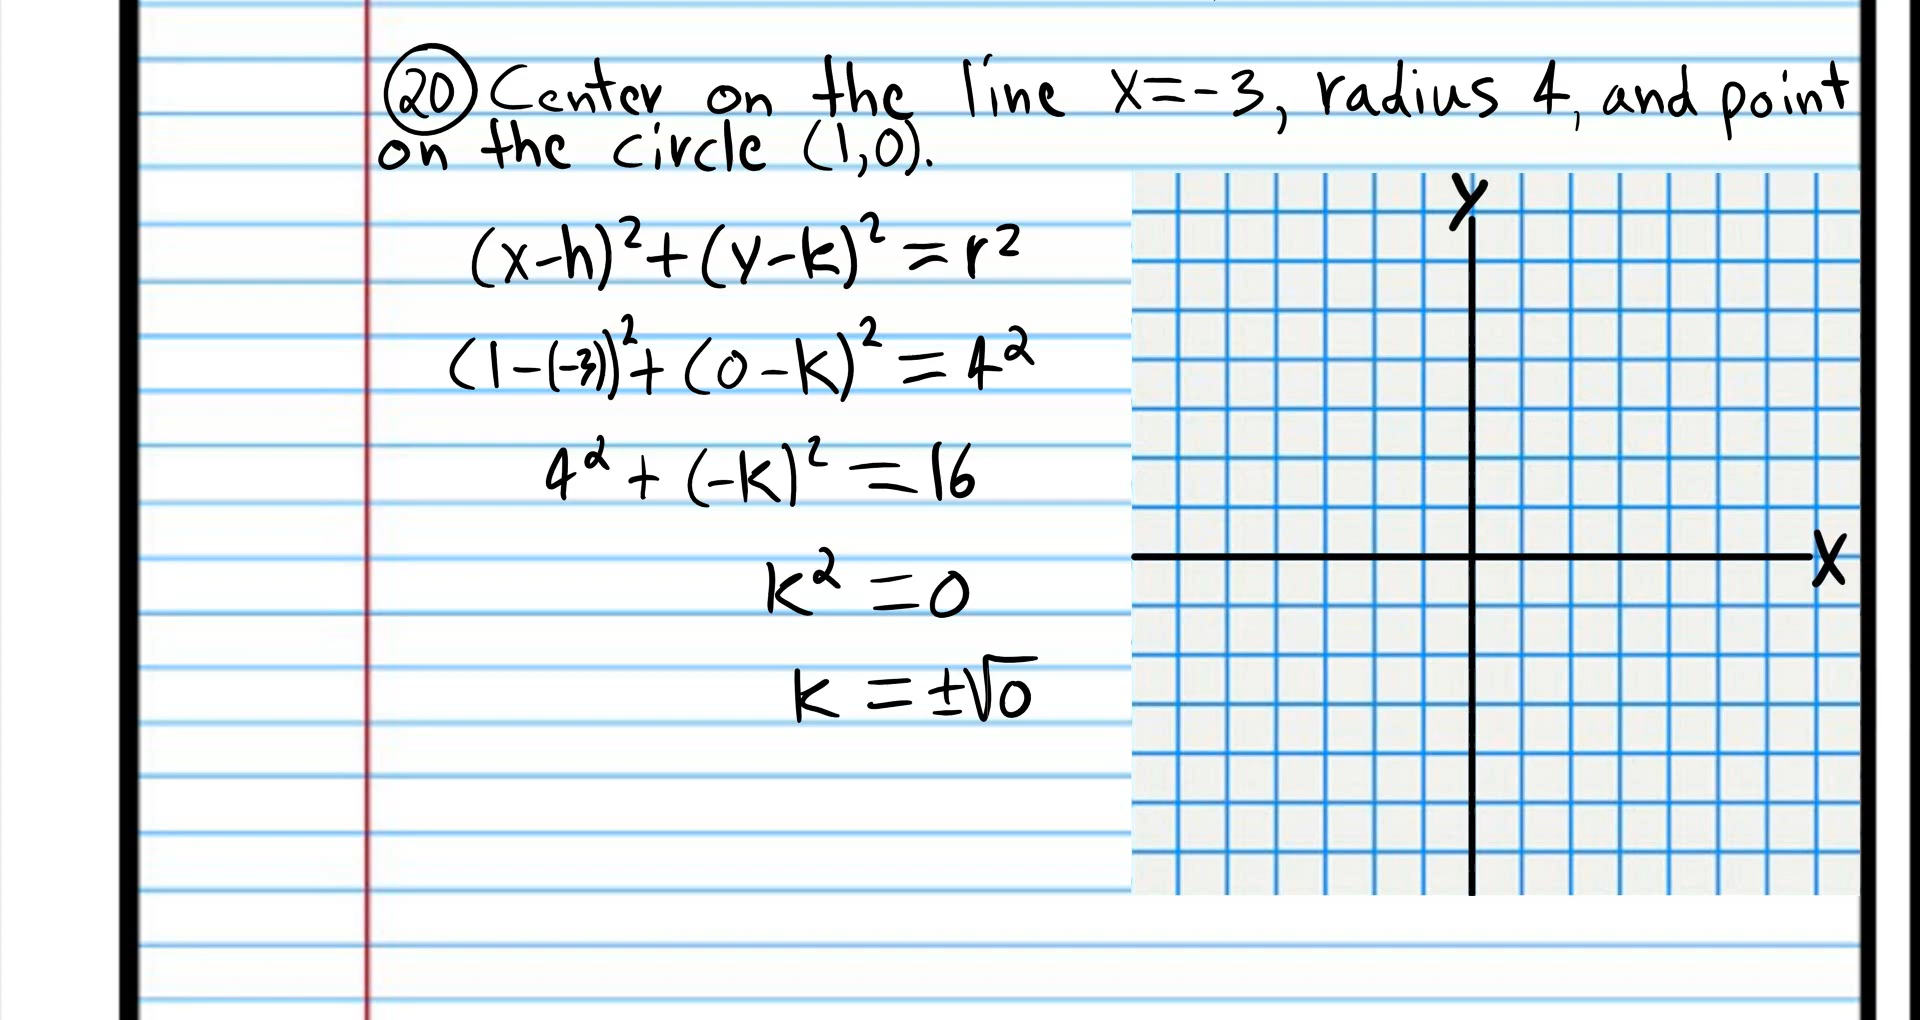 20 Center on the line x=-3, radius 4, and point
on the circle (1,0).
(x-h)²+(y-k)²=r²
(1-(-3))²+(0-k)²=4²
4²+(-k)²=16
k²=0
k=±√0
y
x